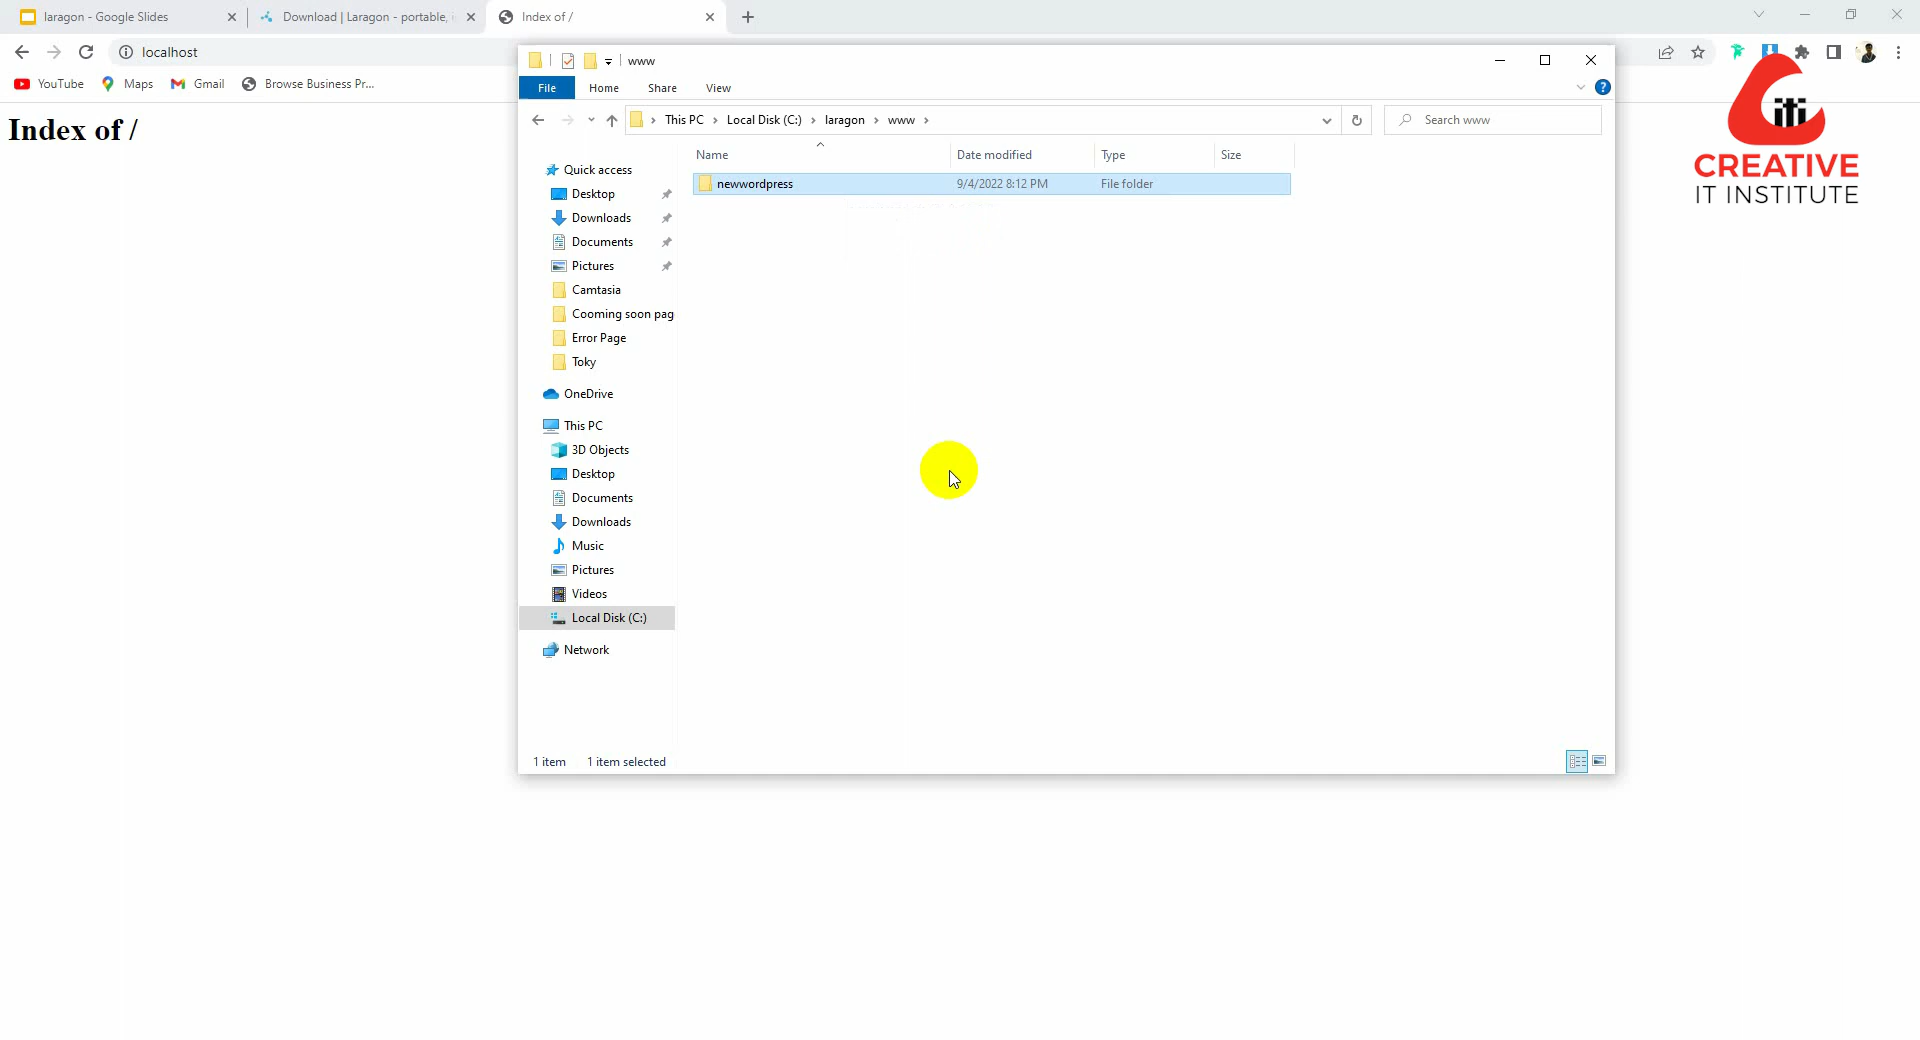 laragon - Google Slides
Download | Laragon - portable, i
Index of /
localhost
YouTube
Maps
Gmail
Browse Business Pr...
Index of /
www
File
Home
Share
View
This PC > Local Disk (C:) > laragon > www >
Search www
Name
Date modified
Type
Size
newwordpress
9/4/2022 8:12 PM
File folder
Quick access
Desktop
Downloads
Documents
Pictures
Camtasia
Cooming soon pag
Error Page
Toky
OneDrive
This PC
3D Objects
Desktop
Documents
Downloads
Music
Pictures
Videos
Local Disk (C:)
Network
1 item
1 item selected
iti
CREATIVE
IT INSTITUTE